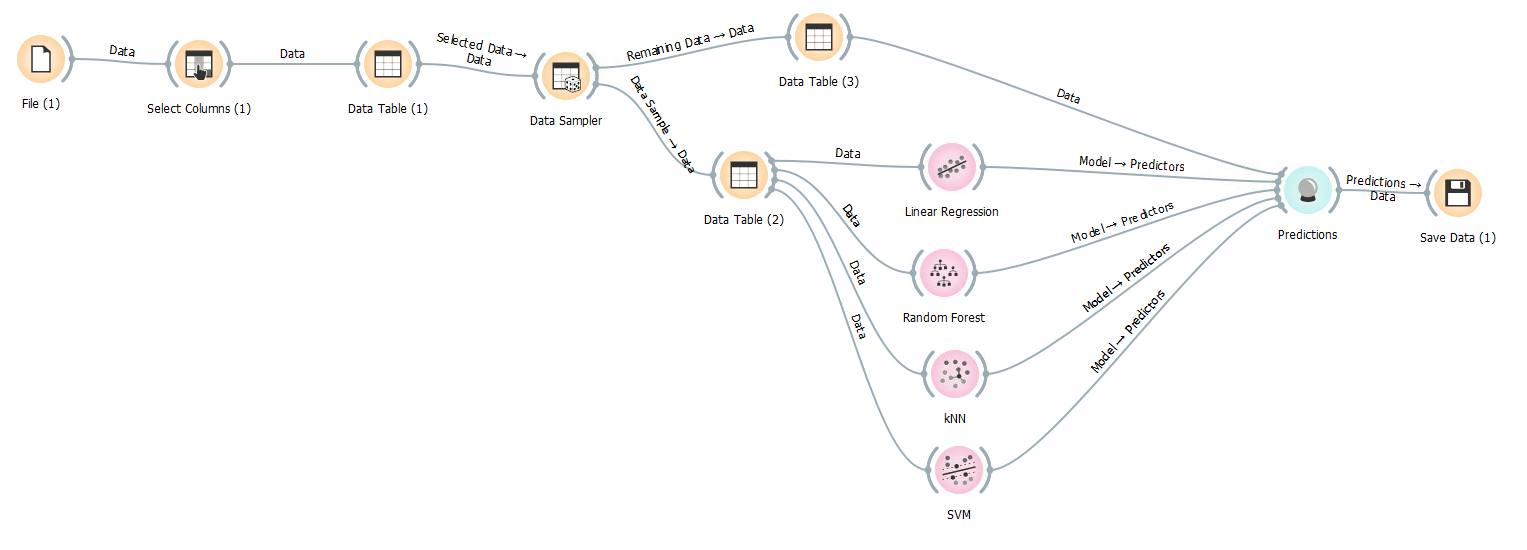 Data
File (1)
Data
Select Columns (1)
Data Table (1)
Selected Data → Data
Data Sampler
Remaining Data → Data
Data Table (3)
Data
Data Sample → Data
Data Table (2)
Data
Linear Regression
Model → Predictors
Data
Random Forest
Model → Predictors
Data
kNN
Model → Predictors
Data
SVM
Model → Predictors
Predictions
Predictions →
Data
Save Data (1)